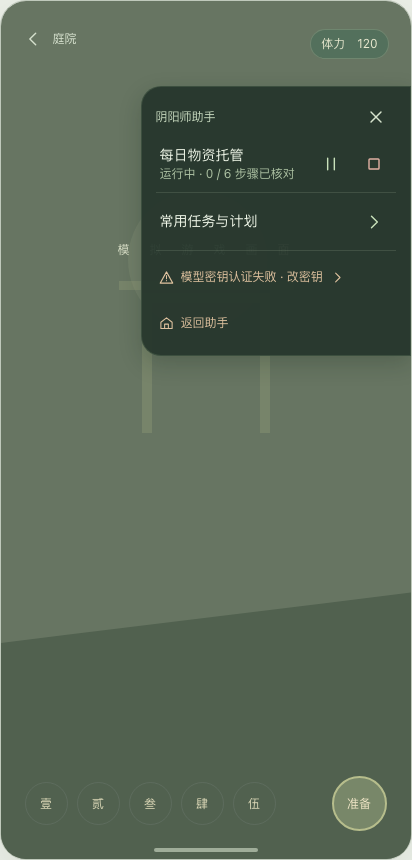 庭院
体力 120
阴阳师助手
每日物资托管
运行中 · 0 / 6 步骤已核对
常用任务与计划
模
模型密钥认证失败 · 改密钥
返回助手
壹 贰 叁 肆 伍 准备